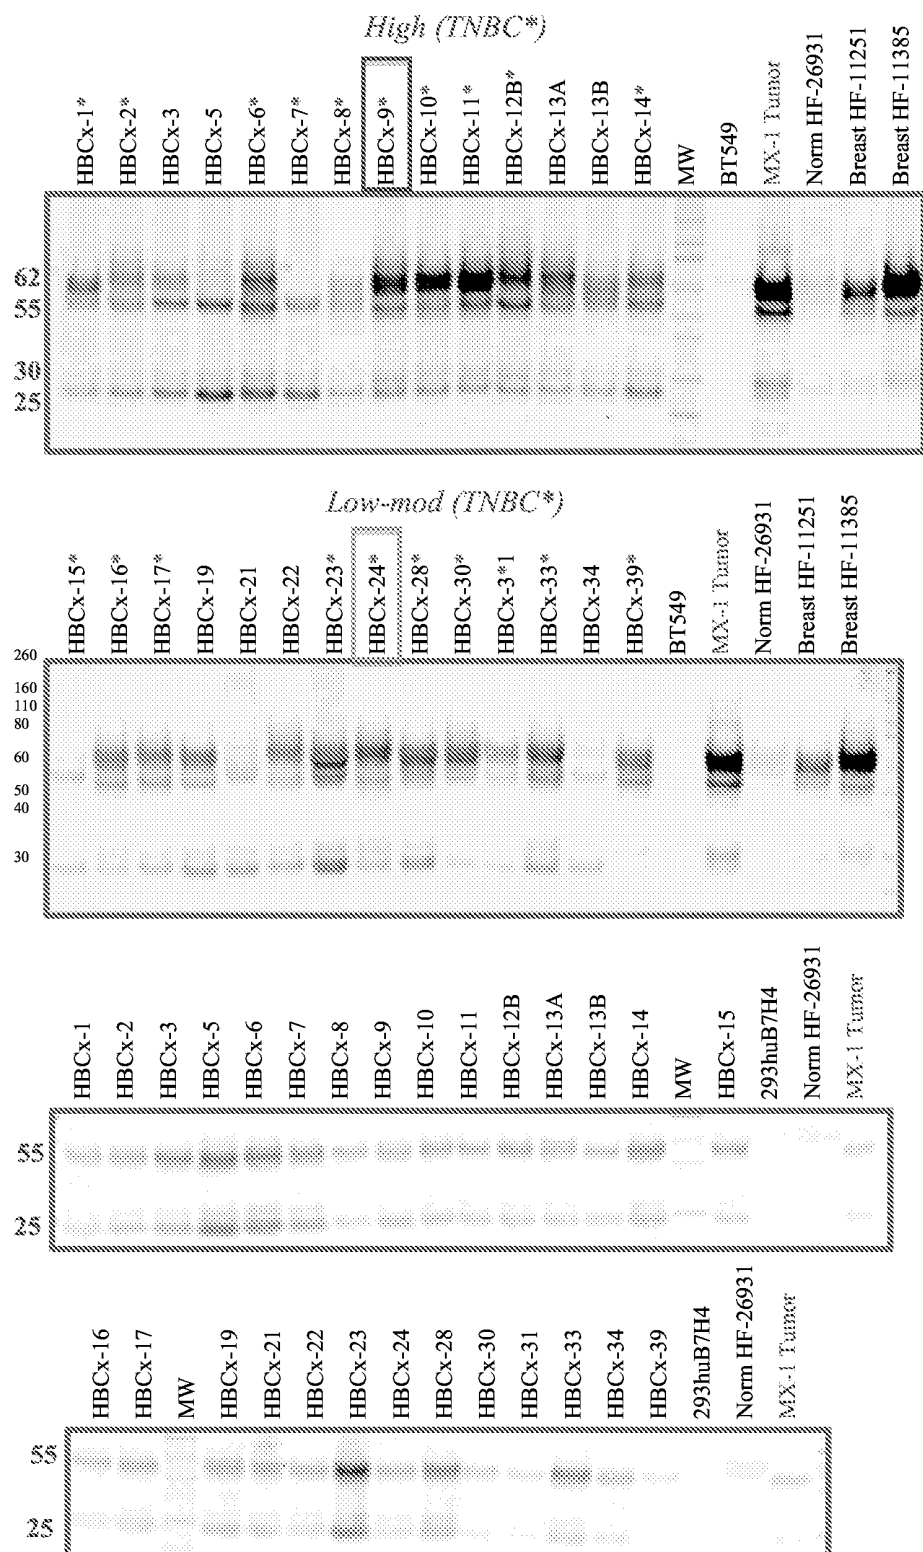 High (TNBC*)
HBCx-1*
HBCx-2*
HBCx-3
HBCx-5
HBCx-6*
HBCx-7*
HBCx-8*
HBCx-9*
HBCx-10*
HBCx-11*
HBCx-12B*
HBCx-13A
HBCx-13B
HBCx-14*
MW
BT549
MX-1 Tumor
Norm HF-26931
Breast HF-11251
Breast HF-11385
62
55
30
25
Low-mod (TNBC*)
HBCx-15*
HBCx-16*
HBCx-17*
HBCx-19
HBCx-21
HBCx-22
HBCx-23*
HBCx-24*
HBCx-28*
HBCx-30*
HBCx-3*1
HBCx-33*
HBCx-34
HBCx-39*
BT549
MX-1 Tumor
Norm HF-26931
Breast HF-11251
Breast HF-11385
260
160
110
80
60
50
40
30
HBCx-1
HBCx-2
HBCx-3
HBCx-5
HBCx-6
HBCx-7
HBCx-8
HBCx-9
HBCx-10
HBCx-11
HBCx-12B
HBCx-13A
HBCx-13B
HBCx-14
MW
HBCx-15
293huB7H4
Norm HF-26931
MX-1 Tumor
55
25
HBCx-16
HBCx-17
MW
HBCx-19
HBCx-21
HBCx-22
HBCx-23
HBCx-24
HBCx-28
HBCx-30
HBCx-31
HBCx-33
HBCx-34
HBCx-39
293huB7H4
Norm HF-26931
MX-1 Tumor
55
25